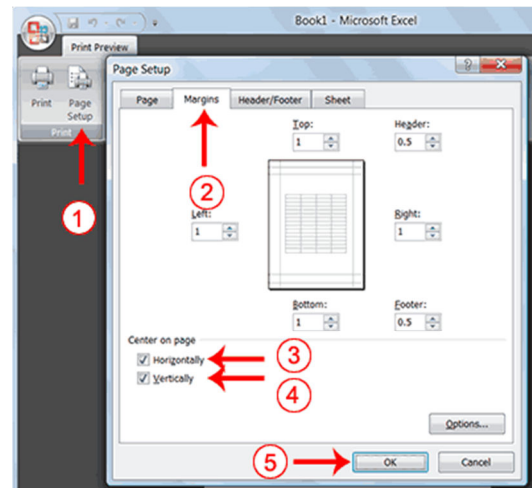 Book1 - Microsoft Excel
Print Preview
Print
Page Setup
Print
Page Setup
Page
Margins
Header/Footer
Sheet
Top:
1
Header:
0.5
Left:
1
Right:
1
Bottom:
1
Footer:
0.5
Center on page
Horizontally
Vertically
Options...
OK
Cancel
1
2
3
4
5